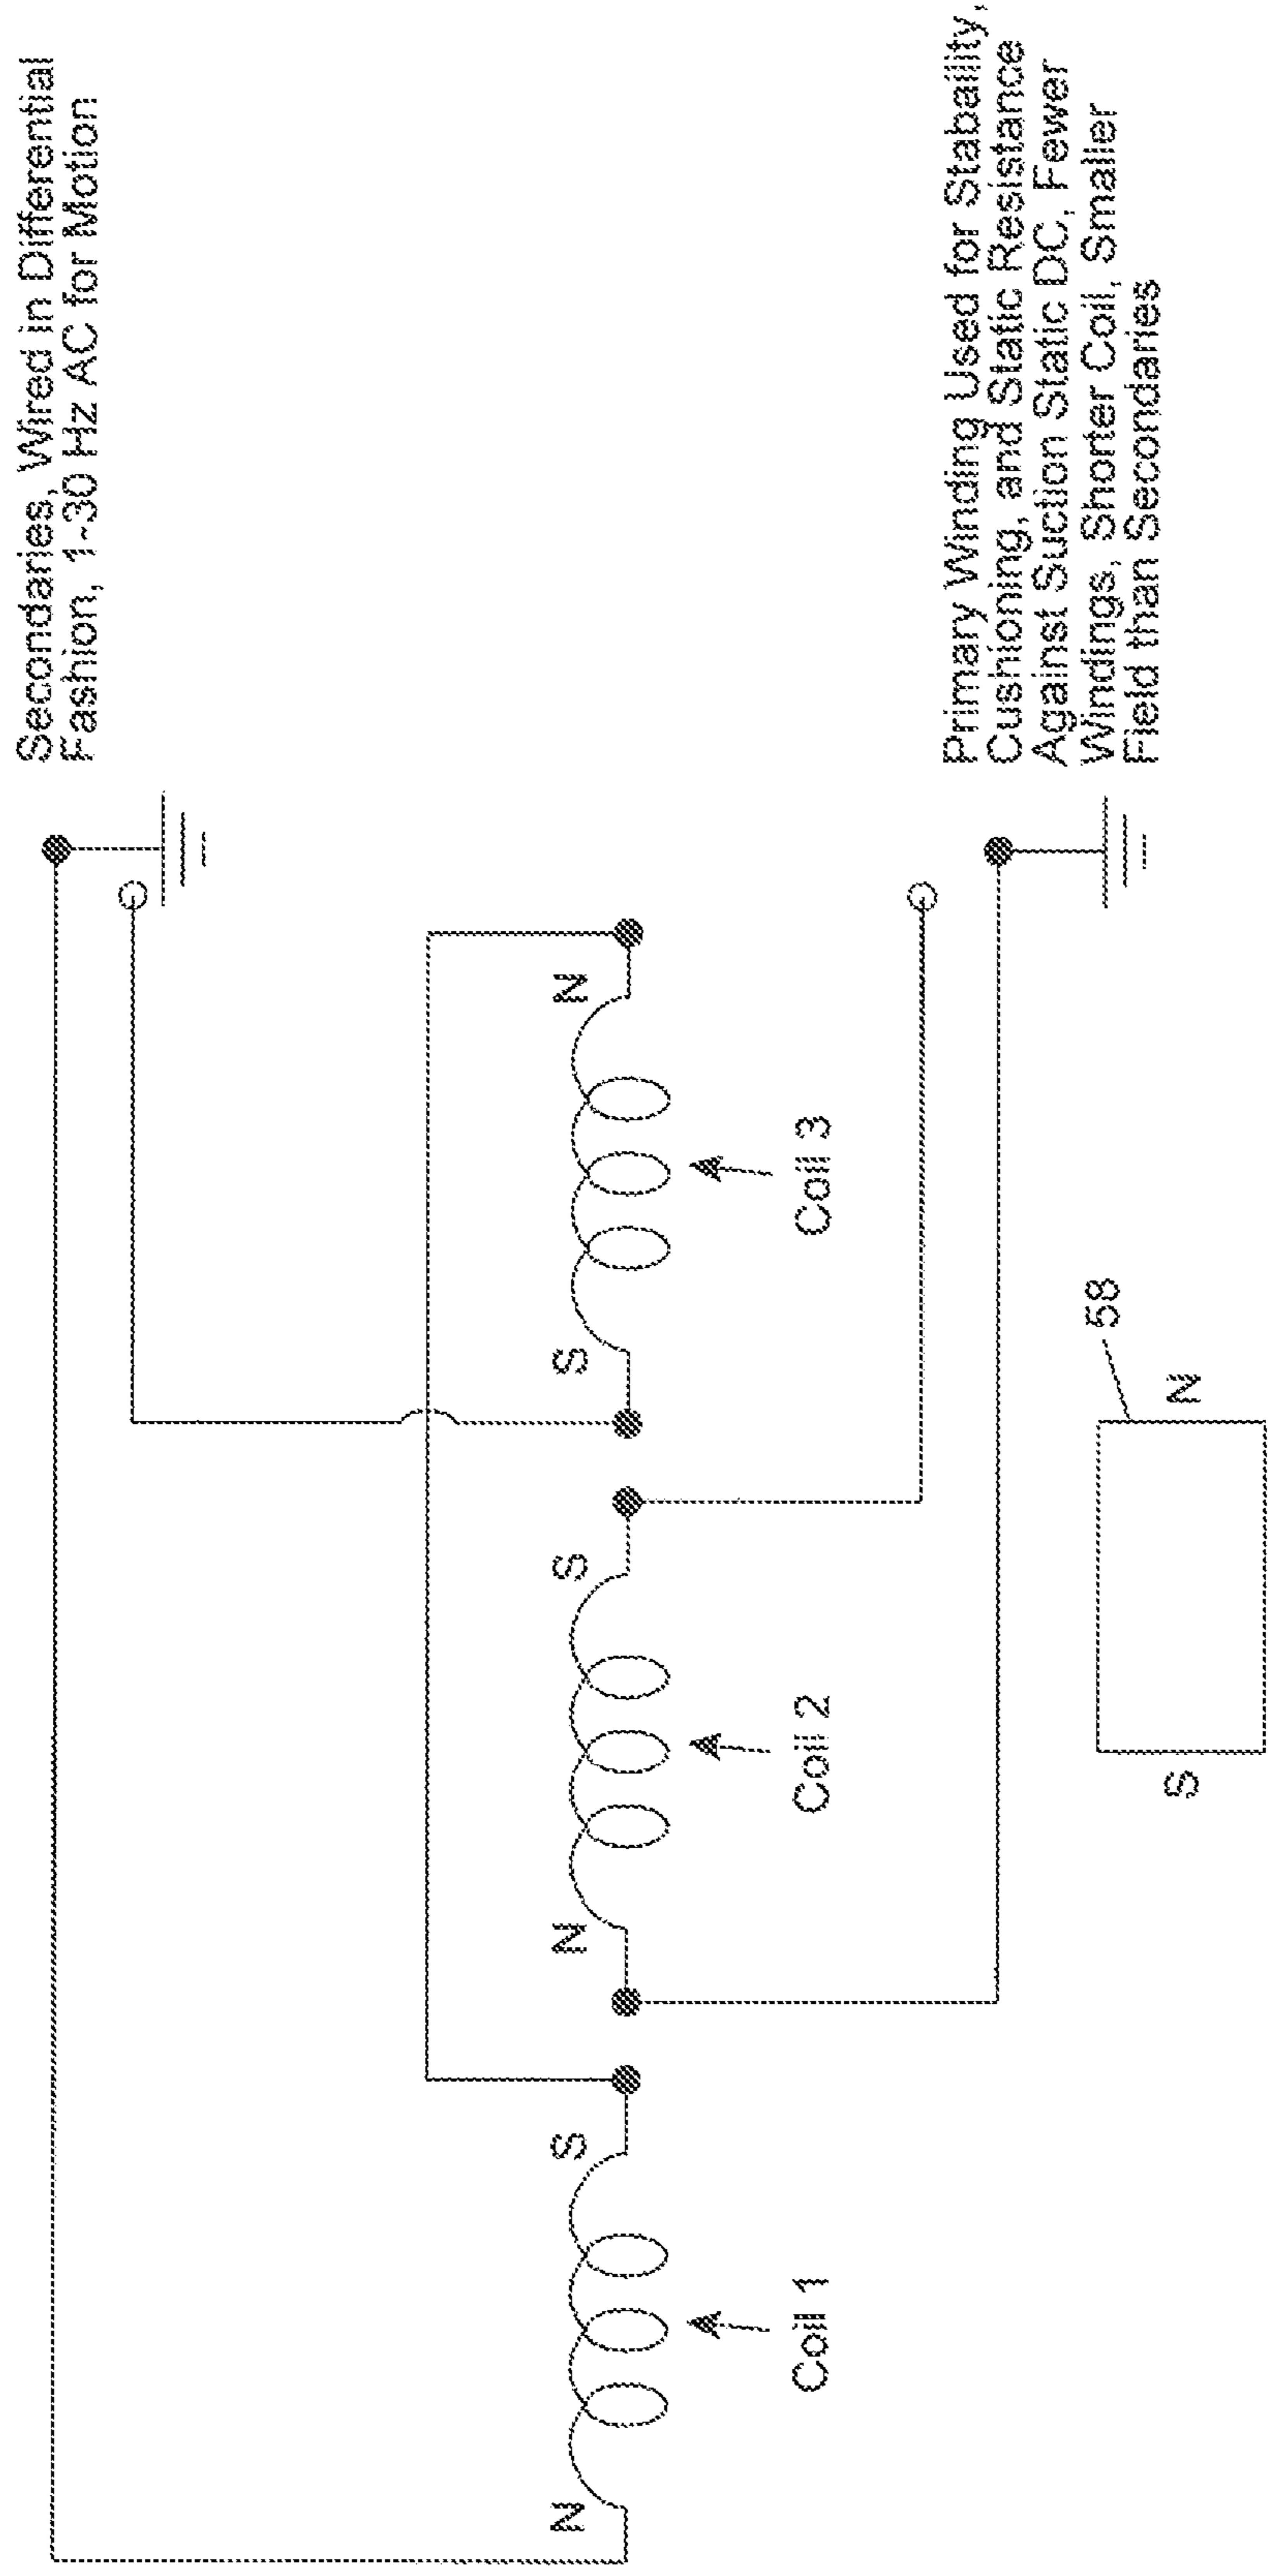 Secondaries, Wired in Differential
Fashion, 1~30 Hz AC for Motion
N
S
N
S
S
N
Coil 1
Coil 2
Coil 3
Primary Winding Used for Stabaility,
Cushioning, and Static Resistance
Against Suction Static DC, Fewer
Windings, Shorter Coil, Smaller
Field than Secondaries
58
S
N